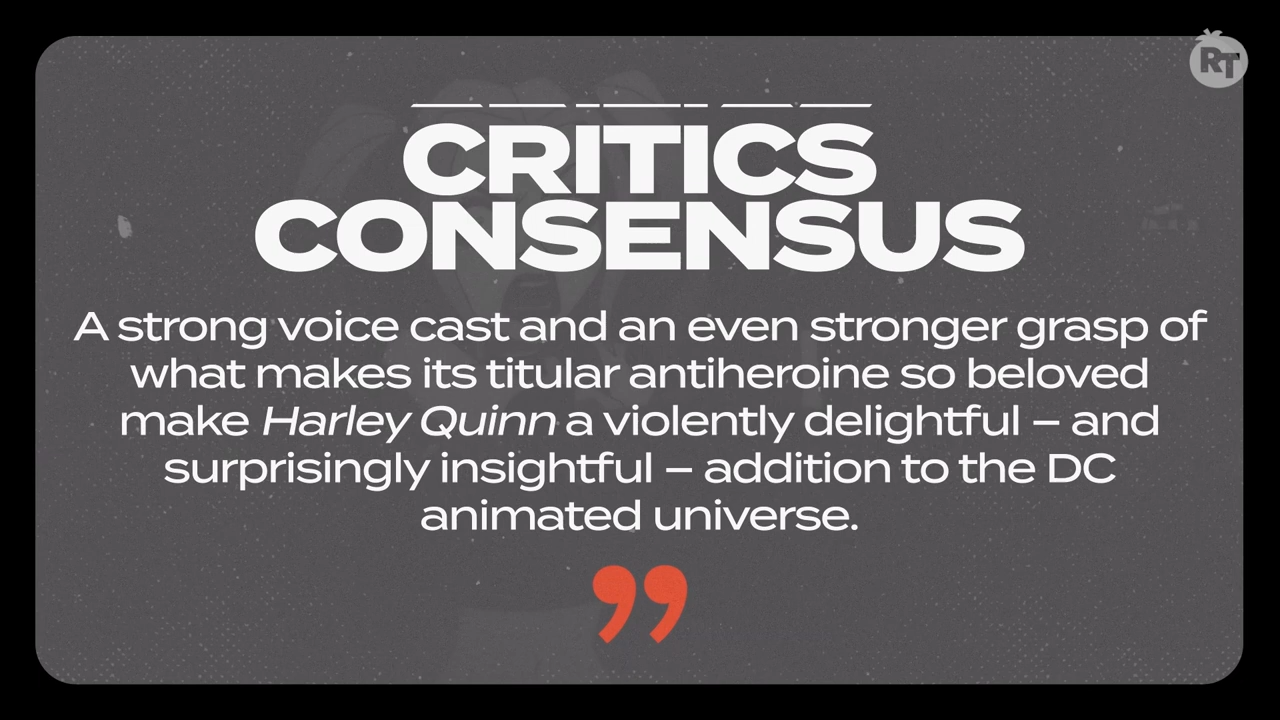 RT
CRITICS
CONSENSUS
A strong voice cast and an even stronger grasp of
what makes its titular antiheroine so beloved
make Harley Quinn a violently delightful – and
surprisingly insightful – addition to the DC
animated universe.
”